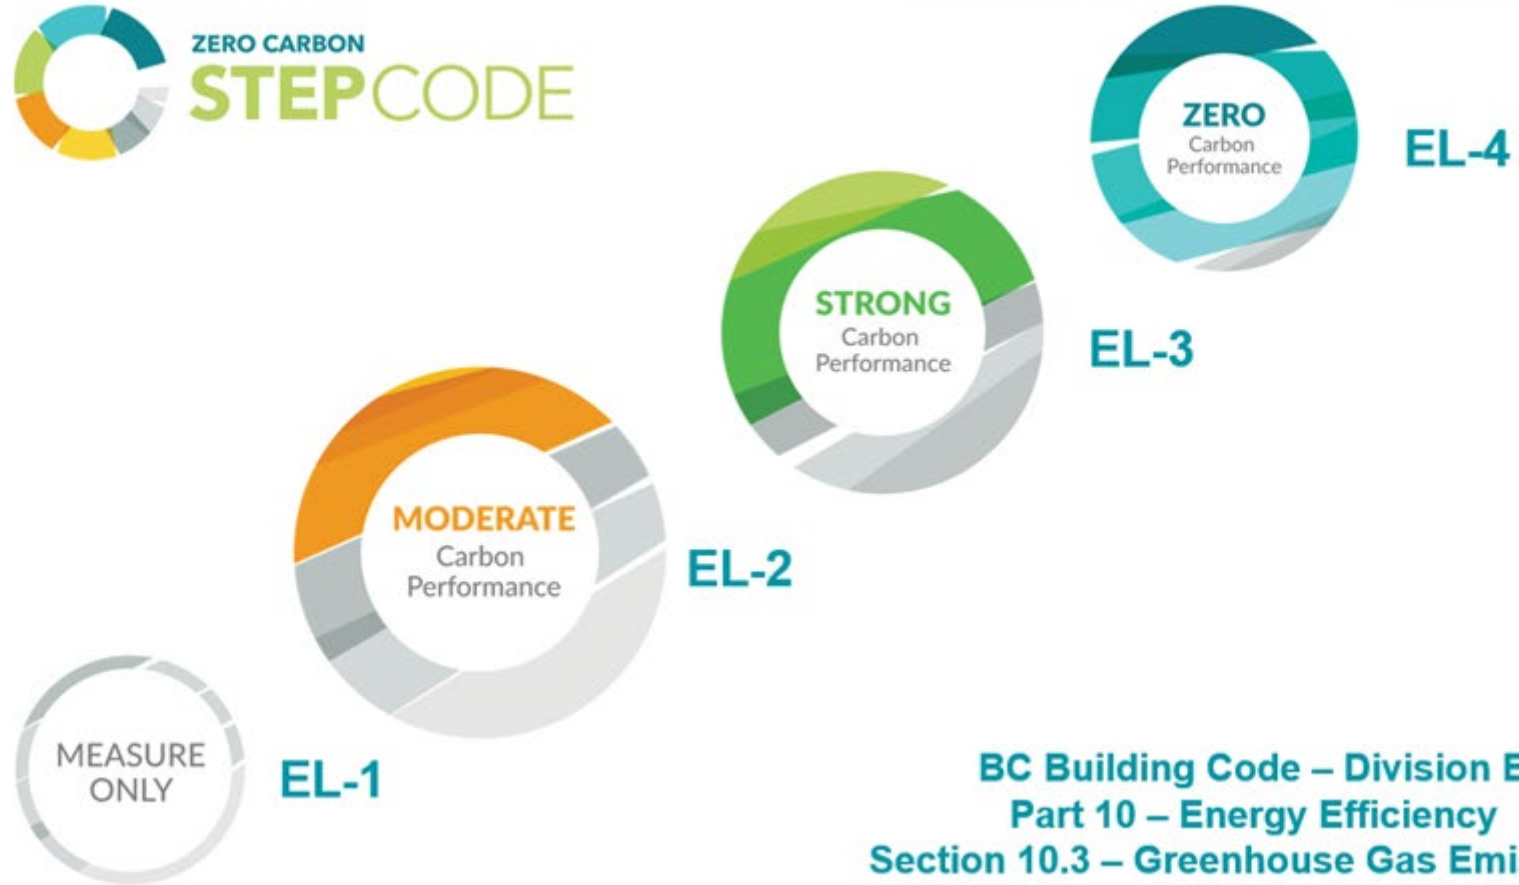 ZERO CARBON
STEPCODE
ZERO
Carbon
Performance
EL-4
STRONG
Carbon
Performance
EL-3
MODERATE
Carbon
Performance
EL-2
MEASURE
ONLY
EL-1
BC Building Code – Division B
Part 10 – Energy Efficiency
Section 10.3 – Greenhouse Gas